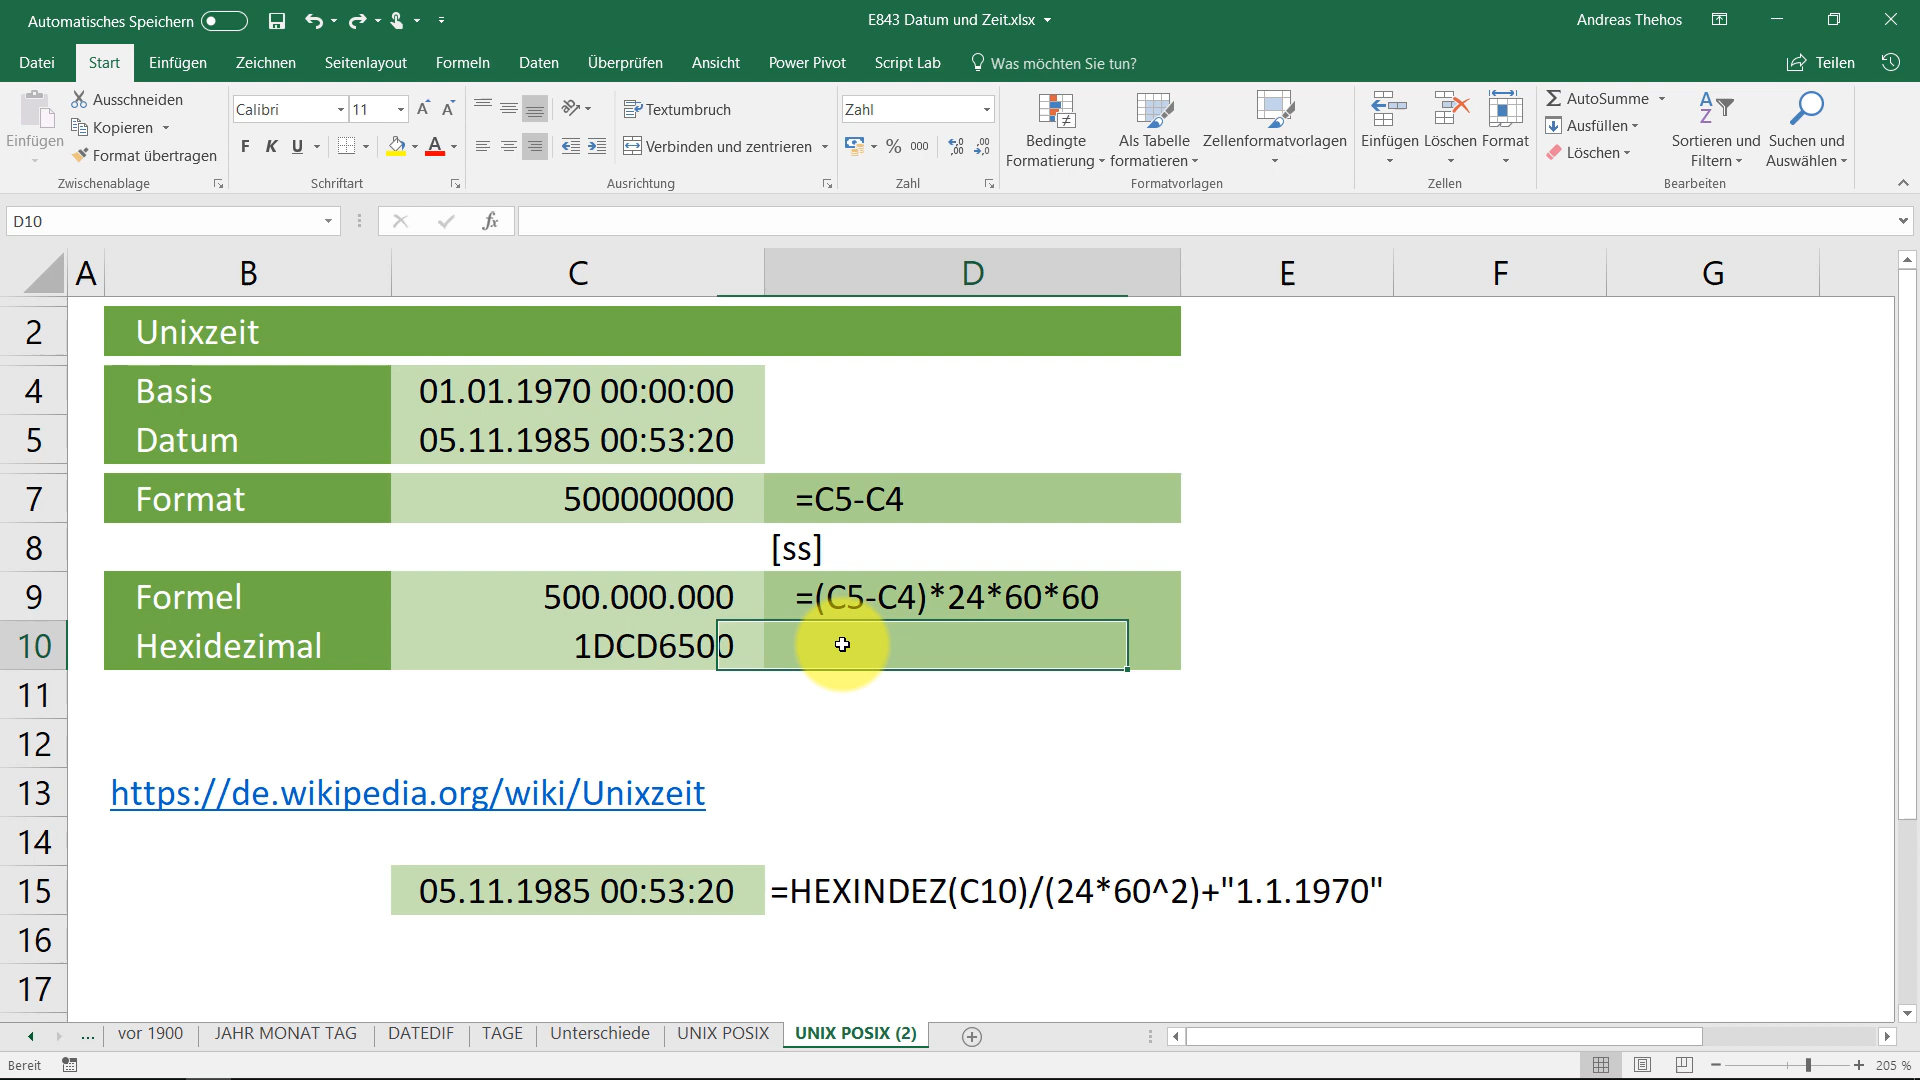 Automatisches Speichern
E843 Datum und Zeit.xlsx
Andreas Thehos
Datei Start Einfügen Zeichnen Seitenlayout Formeln Daten Überprüfen Ansicht Power Pivot Script Lab Was möchten Sie tun? Teilen
Einfügen
Ausschneiden
Kopieren
Format übertragen
Zwischenablage
Calibri 11
F K U
Schriftart
Textumbruch
Verbinden und zentrieren
Ausrichtung
Zahl
% 000
Zahl
Bedingte Formatierung
Als Tabelle formatieren
Zellenformatvorlagen
Formatvorlagen
Einfügen Löschen Format
Zellen
AutoSumme
Ausfüllen
Löschen
Sortieren und Filtern
Suchen und Auswählen
Bearbeiten
D10
fx
A B C D E F G
2 Unixzeit
4 Basis 01.01.1970 00:00:00
5 Datum 05.11.1985 00:53:20
7 Format 500000000 =C5-C4
8 [ss]
9 Formel 500.000.000 =(C5-C4)*24*60*60
10 Hexidezimal 1DCD6500
11
12
13 https://de.wikipedia.org/wiki/Unixzeit
14
15 05.11.1985 00:53:20 =HEXINDEZ(C10)/(24*60^2)+"1.1.1970"
16
17
... vor 1900 JAHR MONAT TAG DATEDIF TAGE Unterschiede UNIX POSIX UNIX POSIX (2)
Bereit
205 %